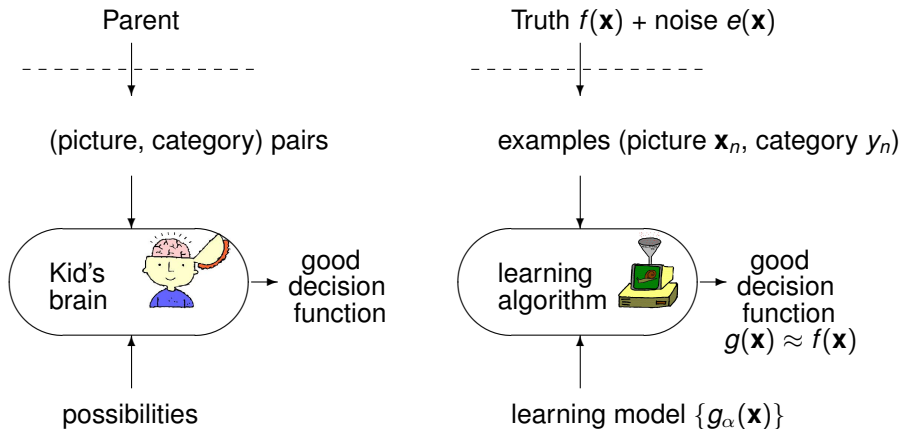 Parent
(picture, category) pairs
Kid's
brain
good
decision
function
possibilities
Truth f(x) + noise e(x)
examples (picture xₙ, category yₙ)
learning
algorithm
good
decision
function
g(x) ≈ f(x)
learning model {g_α(x)}